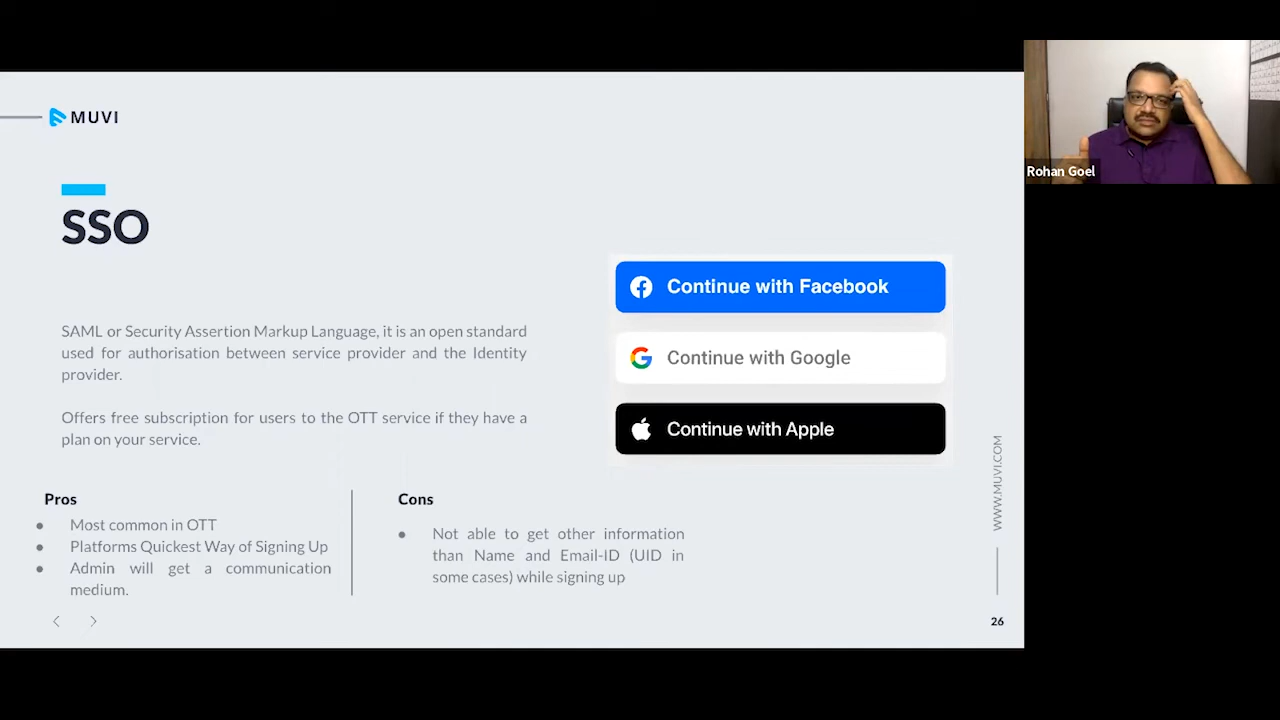 MUVI
Rohan Goel
SSO
SAML or Security Assertion Markup Language, it is an open standard
used for authorisation between service provider and the Identity
provider.
Offers free subscription for users to the OTT service if they have a
plan on your service.
Continue with Facebook
Continue with Google
Continue with Apple
Pros
Most common in OTT
Platforms Quickest Way of Signing Up
Admin will get a communication
medium.
Cons
Not able to get other information
than Name and Email-ID (UID in
some cases) while signing up
WWW.MUVI.COM
26